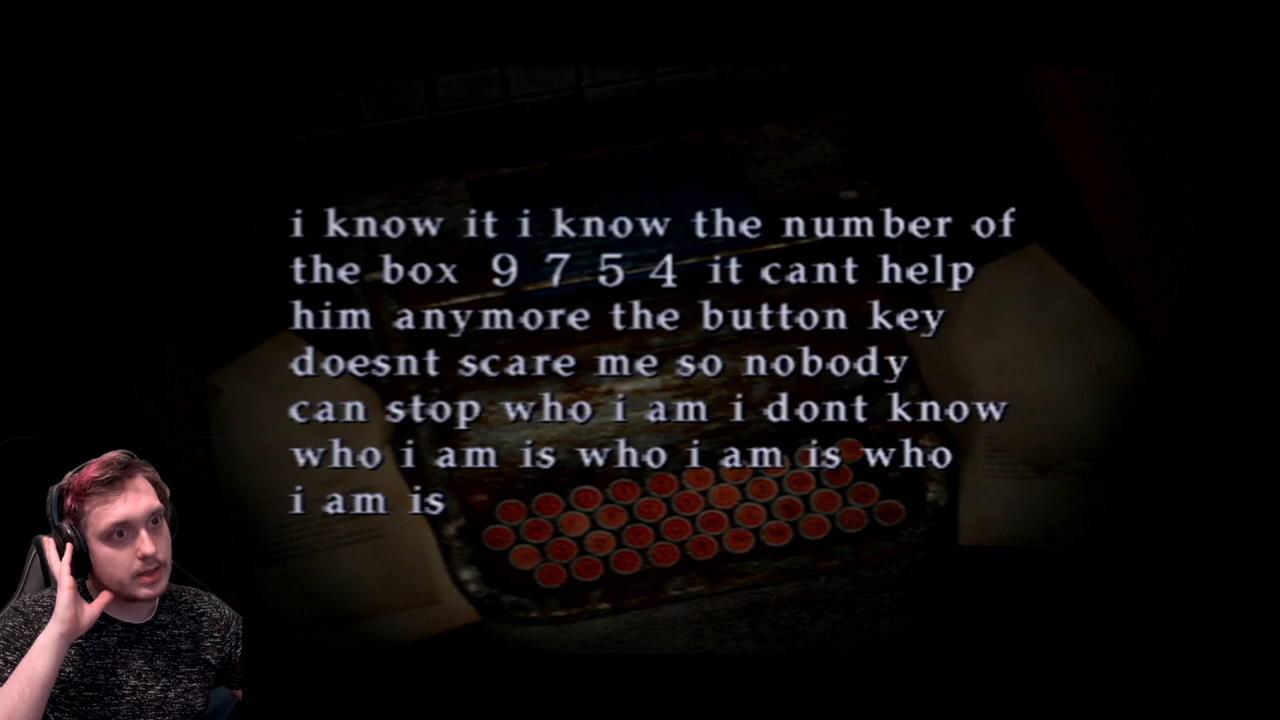 i know it i know the number of
the box 9 7 5 4 it cant help
him anymore the button key
doesnt scare me so nobody
can stop who i am i dont know
who i am is who i am is who
i am is